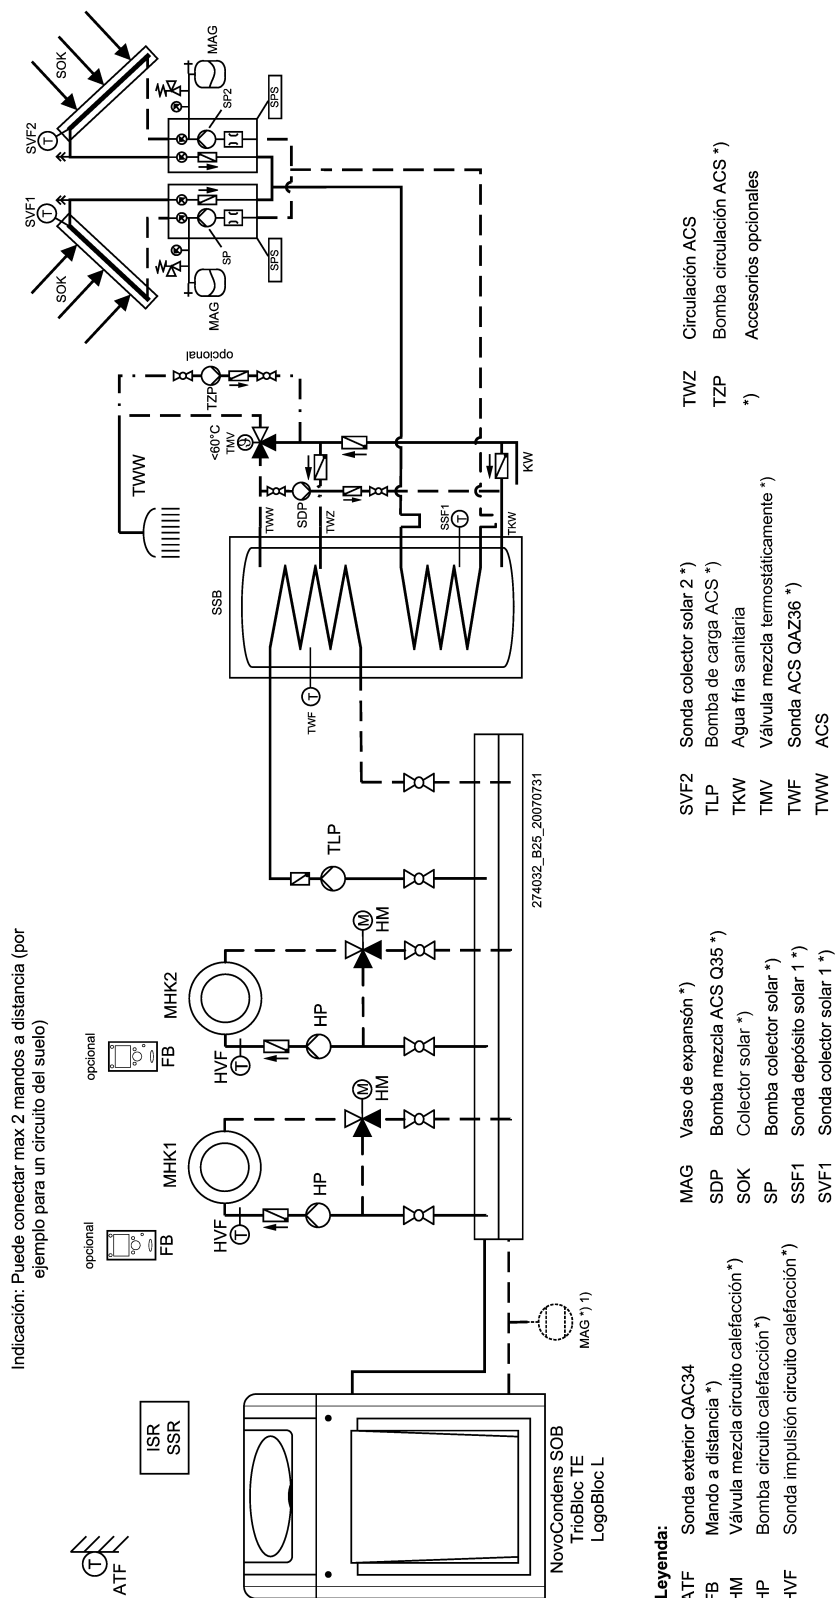 Indicación: Puede conectar max 2 mandos a distancia (por
ejemplo para un circuito del suelo)
ATF
T
ISR
SSR
NovoCondens SOB
TrioBloc TE
LogoBloc L
MAG *) 1)
opcional
FB
MHK1
HVF
T
HP
M
HM
opcional
FB
MHK2
HVF
T
HP
M
HM
TLP
274032_B25_20070731
TWF
T
SSB
SSF1
T
TWW
TWZ
TKW
SDP
KW
TWW
<60°C
TMV
TZP
opcional
SOK
SVF1
T
MAG
SP
SPS
SOK
SVF2
T
MAG
SP2
SPS
Leyenda:
ATF Sonda exterior QAC34
FB Mando a distancia *)
HM Válvula mezcla circuito calefacción*)
HP Bomba circuito calefacción*)
HVF Sonda impulsión circuito calefacción*)
MAG Vaso de expansón *)
SDP Bomba mezcla ACS Q35 *)
SOK Colector solar *)
SP Bomba colector solar *)
SSF1 Sonda depósito solar 1 *)
SVF1 Sonda colector solar 1 *)
SVF2 Sonda colector solar 2 *)
TLP Bomba de carga ACS *)
TKW Agua fría sanitaria
TMV Válvula mezcla termostáticamente *)
TWF Sonda ACS QAZ36 *)
TWW ACS
TWZ Circulación ACS
TZP Bomba circulación ACS *)
*) Accesorios opcionales